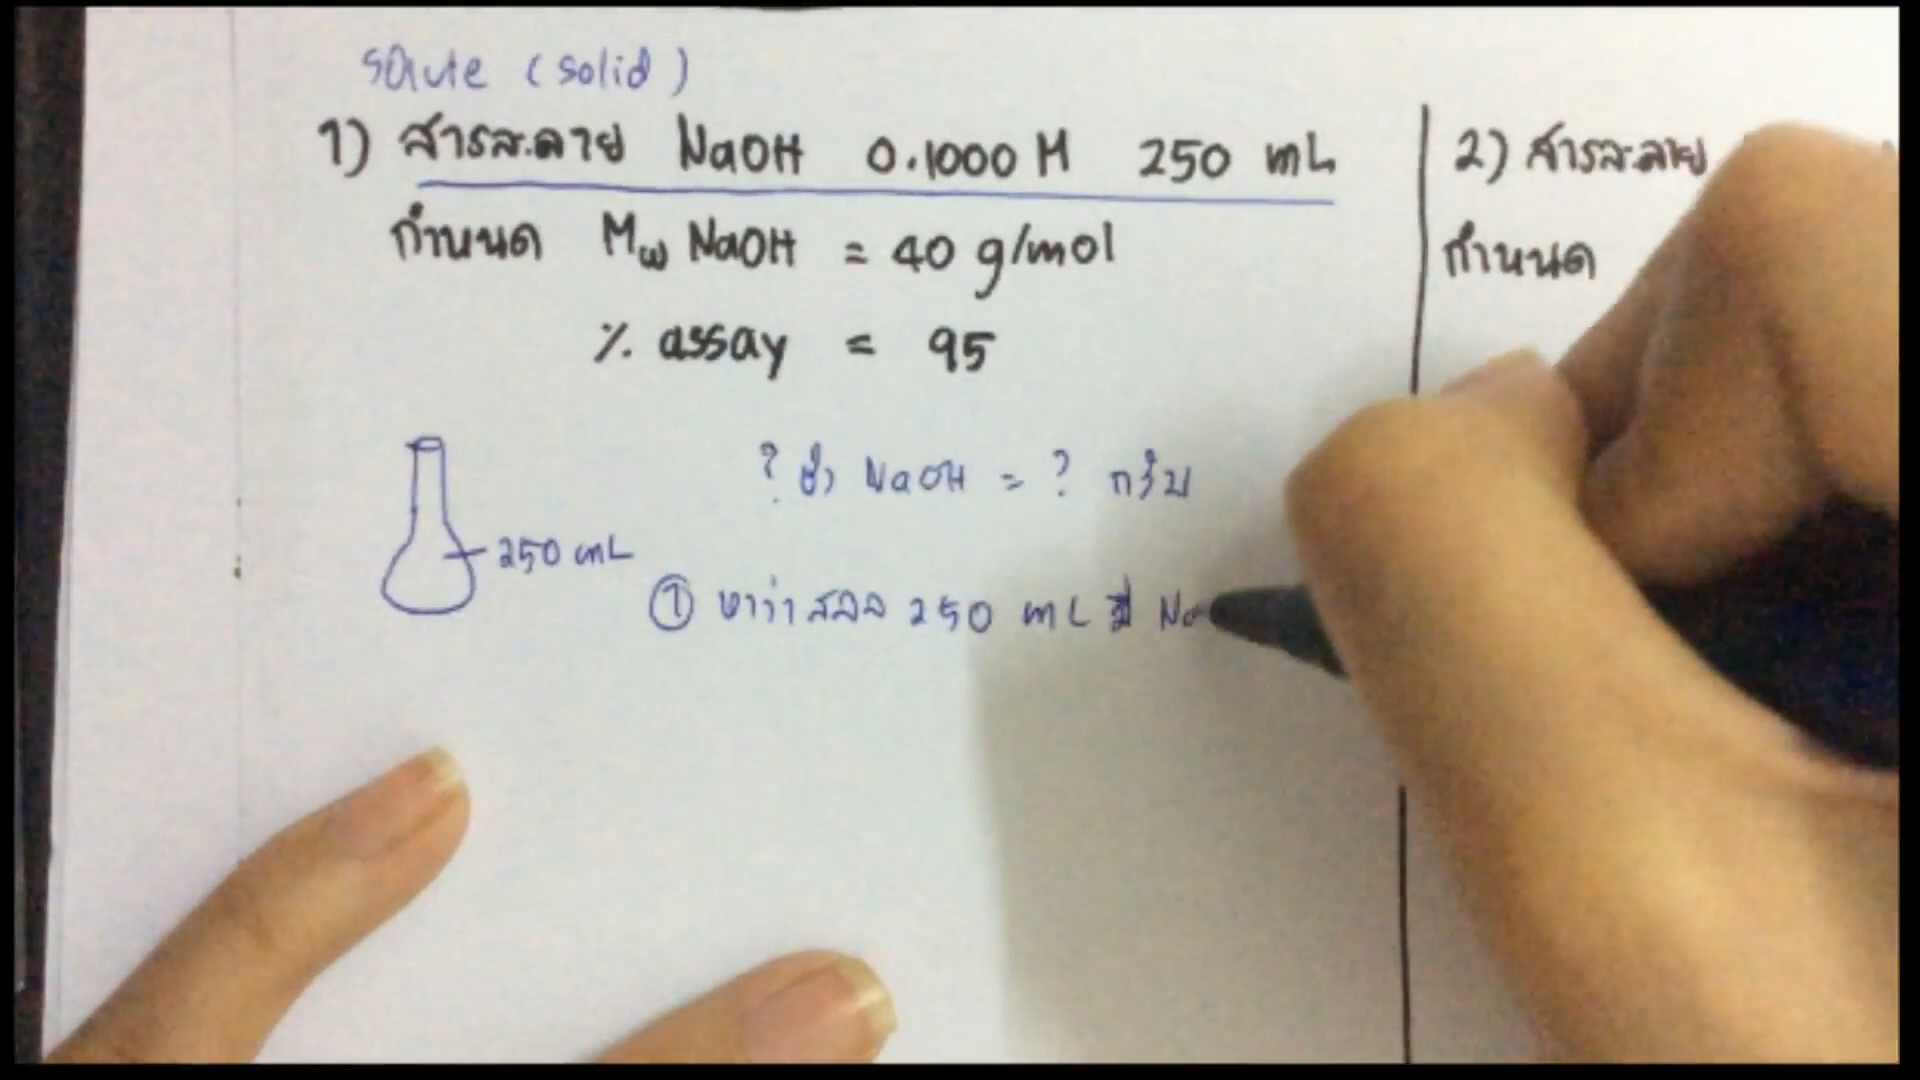 solute (solid)
1) สารละลาย NaOH 0.1000 M 250 mL
กำหนด Mw NaOH = 40 g/mol
% assay = 95
? ชั่ง NaOH = ? กรัม
250 mL
① หาว่า สลล 250 mL มี Na
2) สารละลาย
กำหนด